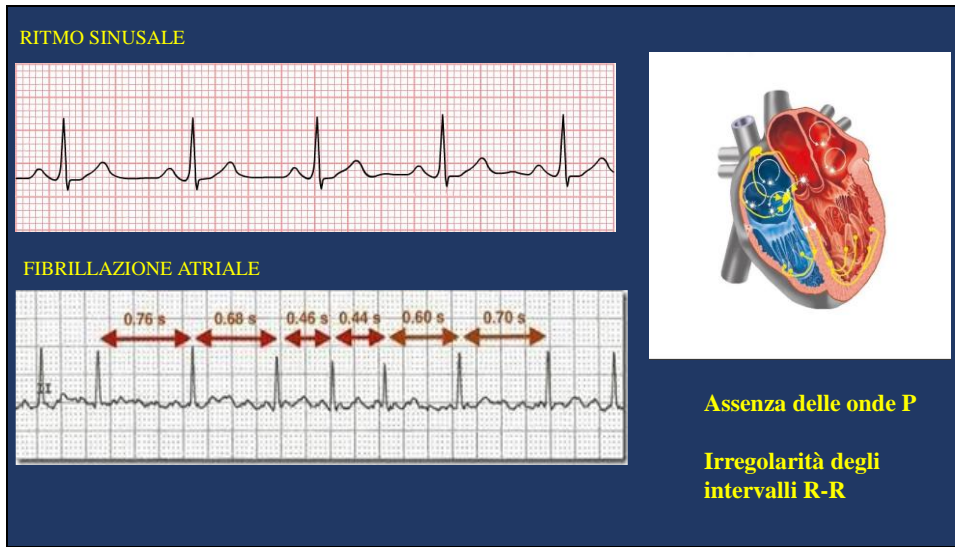 RITMO SINUSALE
FIBRILLAZIONE ATRIALE
0.76 s 0.68 s 0.46 s 0.44 s 0.60 s 0.70 s
II
Assenza delle onde P
Irregolarità degli
intervalli R-R